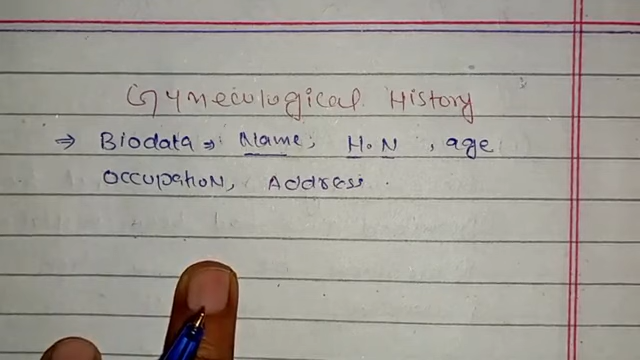 Gynecological History
⇒ Biodata ⇒ Name, H.N, age
Occupation, Address.